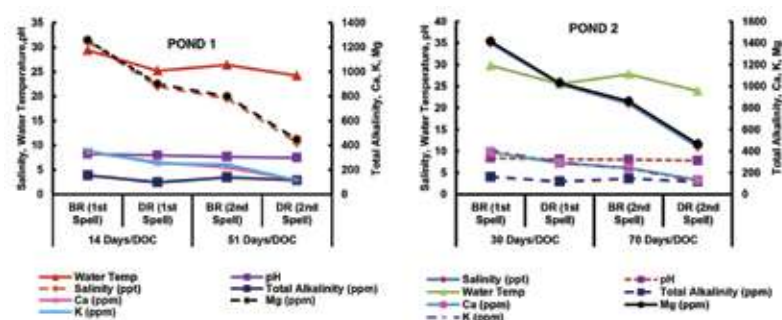 POND 1
Salinity, Water Temperature,pH
35
30
25
20
15
10
5
0
1400
1200
1000
800
600
400
200
0
Total Alkalinity, Ca, K, Mg
BR (1st Spell)
DR (1st Spell)
BR (2nd Spell)
DR (2nd Spell)
14 Days/DOC
51 Days/DOC
Water Temp
pH
Salinity (ppt)
Total Alkalinity (ppm)
Ca (ppm)
Mg (ppm)
K (ppm)
POND 2
Salinity, Water Temperature, pH
40
35
30
25
20
15
10
5
0
1600
1400
1200
1000
800
600
400
200
0
Total Alkalinity, Ca, K, Mg
BR (1st Spell)
DR (1st Spell)
BR (2nd Spell)
DR (2nd Spell)
30 Days/DOC
70 Days/DOC
Salinity (ppt)
pH
Water Temp
Total Alkalinity (ppm)
Ca (ppm)
Mg (ppm)
K (ppm)